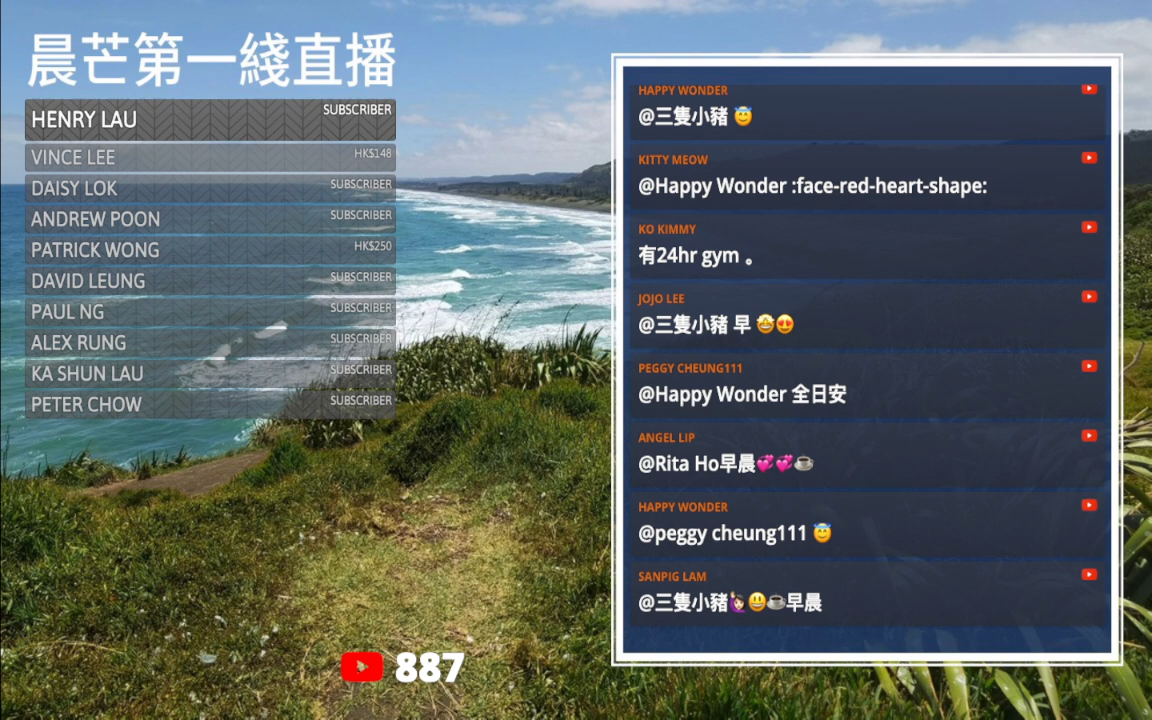 晨芒第一綫直播
HENRY LAU SUBSCRIBER
VINCE LEE HK$148
DAISY LOK SUBSCRIBER
ANDREW POON SUBSCRIBER
PATRICK WONG HK$250
DAVID LEUNG SUBSCRIBER
PAUL NG SUBSCRIBER
ALEX RUNG SUBSCRIBER
KA SHUN LAU SUBSCRIBER
PETER CHOW SUBSCRIBER
887
HAPPY WONDER
@三隻小豬 😇
KITTY MEOW
@Happy Wonder :face-red-heart-shape:
KO KIMMY
有24hr gym 。
JOJO LEE
@三隻小豬 早 🤩😍
PEGGY CHEUNG111
@Happy Wonder 全日安
ANGEL LIP
@Rita Ho早晨💞💞☕
HAPPY WONDER
@peggy cheung111 😇
SANPIG LAM
@三隻小豬🙋🏻‍♀️😃☕早晨